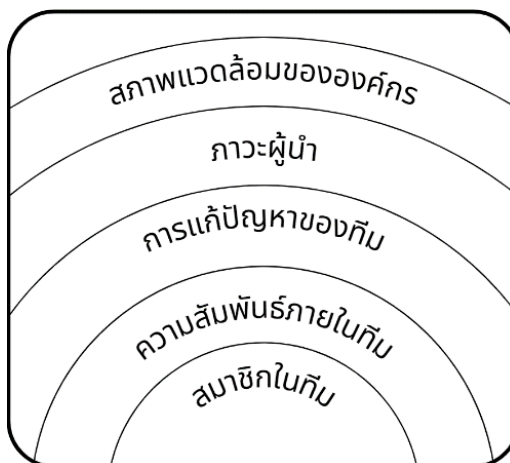 สภาพแวดล้อมขององค์กร
ภาวะผู้นำ
การแก้ปัญหาของทีม
ความสัมพันธ์ภายในทีม
สมาชิกในทีม